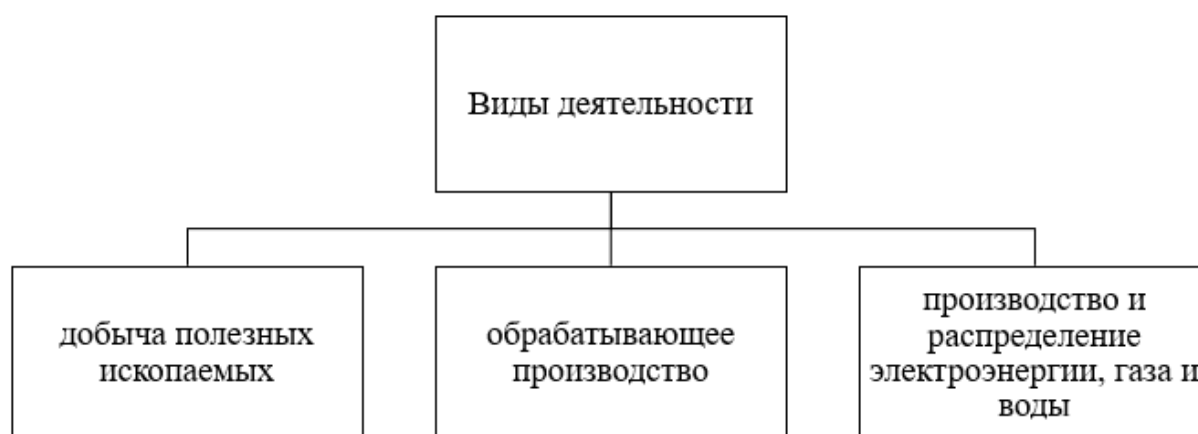 Виды деятельности
добыча полезных
ископаемых
обрабатывающее
производство
производство и
распределение
электроэнергии, газа и
воды